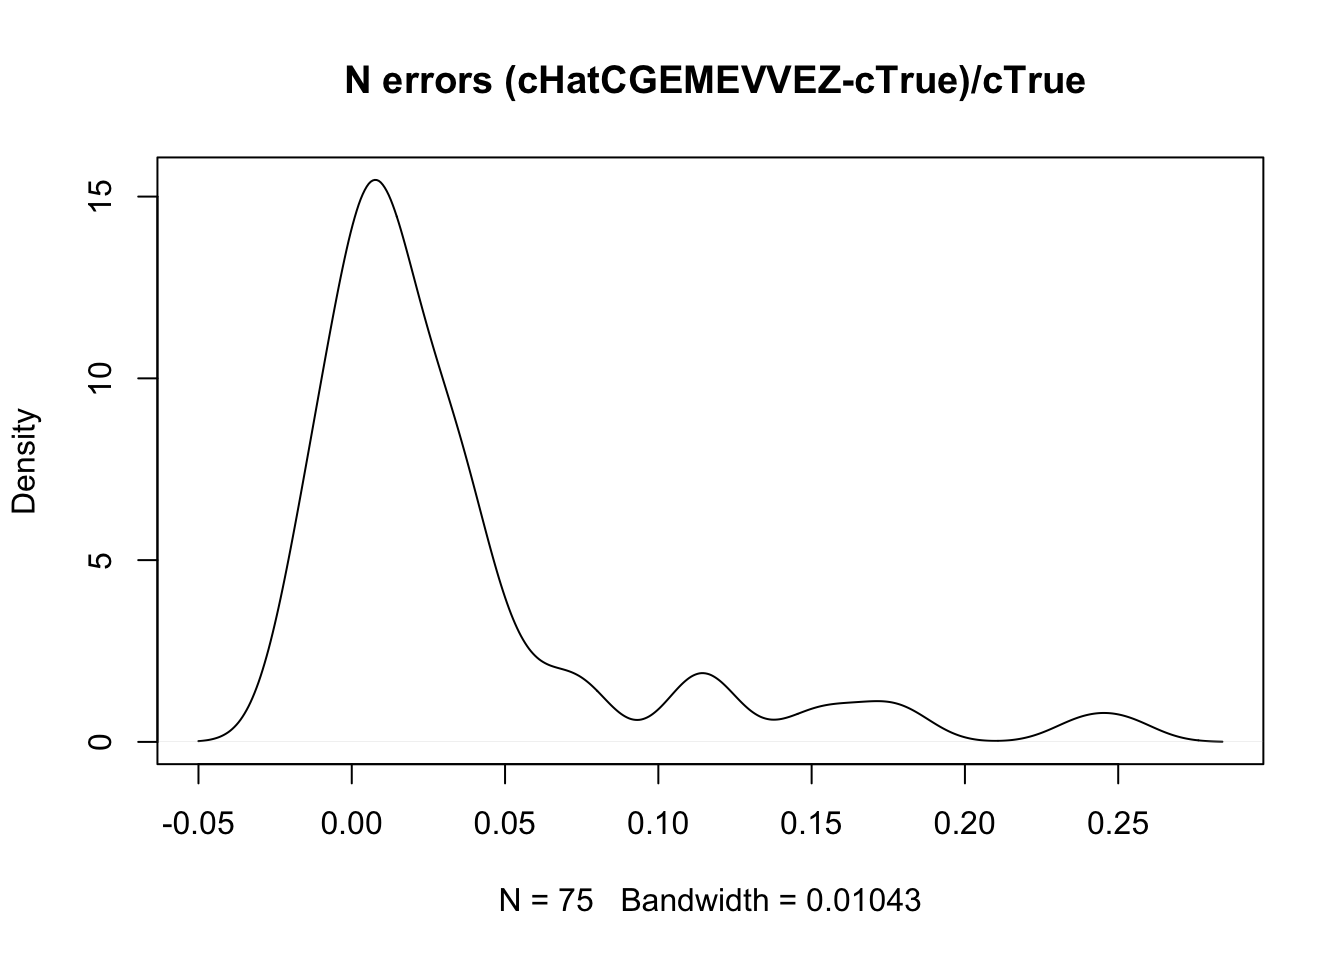 N errors (cHatCGEMEVVEZ-cTrue)/cTrue
Density
15
10
5
0
-0.05 0.00 0.05 0.10 0.15 0.20 0.25
N = 75 Bandwidth = 0.01043